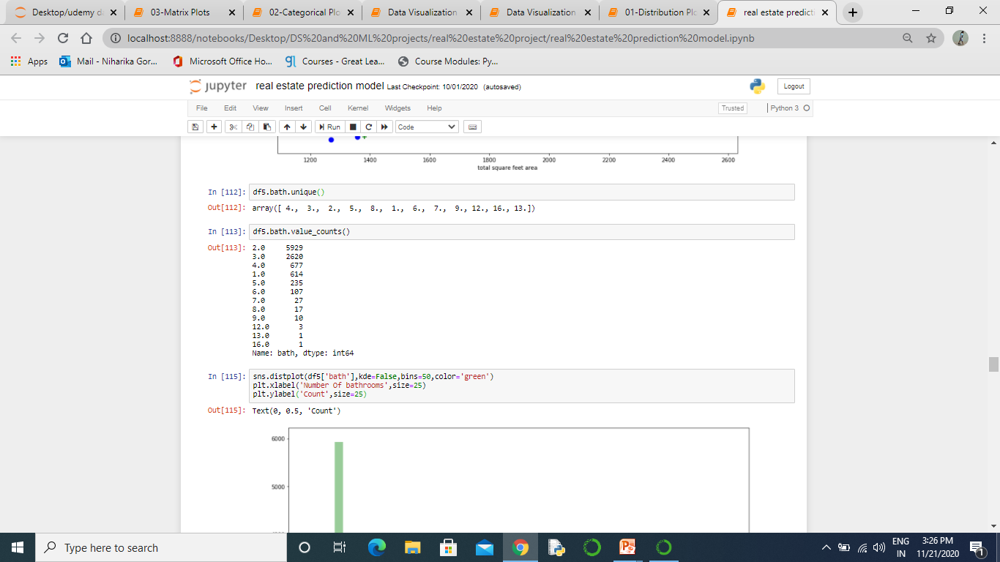 Desktop/udemy da
03-Matrix Plots
02-Categorical Plo
Data Visualization
Data Visualization
01-Distribution Plo
real estate predicti
localhost:8888/notebooks/Desktop/DS%20and%20ML%20projects/real%20estate%20project/real%20estate%20prediction%20model.ipynb
Apps
Mail - Niharika Gor...
Microsoft Office Ho...
gl Courses - Great Lea...
Course Modules: Py...
jupyter real estate prediction model Last Checkpoint: 10/01/2020 (autosaved)
Logout
File Edit View Insert Cell Kernel Widgets Help
Trusted
Python 3
Run
Code
1200 1400 1600 1800 2000 2200 2400 2600
total square feet area
In [112]: df5.bath.unique()
Out[112]: array([ 4.,  3.,  2.,  5.,  8.,  1.,  6.,  7.,  9., 12., 16., 13.])
In [113]: df5.bath.value_counts()
Out[113]: 2.0     5929
3.0     2620
4.0      677
1.0      614
5.0      235
6.0      107
7.0       27
8.0       17
9.0       10
12.0       3
13.0       1
16.0       1
Name: bath, dtype: int64
In [115]: sns.distplot(df5['bath'],kde=False,bins=50,color='green')
plt.xlabel('Number Of bathrooms',size=25)
plt.ylabel('Count',size=25)
Out[115]: Text(0, 0.5, 'Count')
6000
5000
Type here to search
ENG
IN
3:26 PM
11/21/2020
1